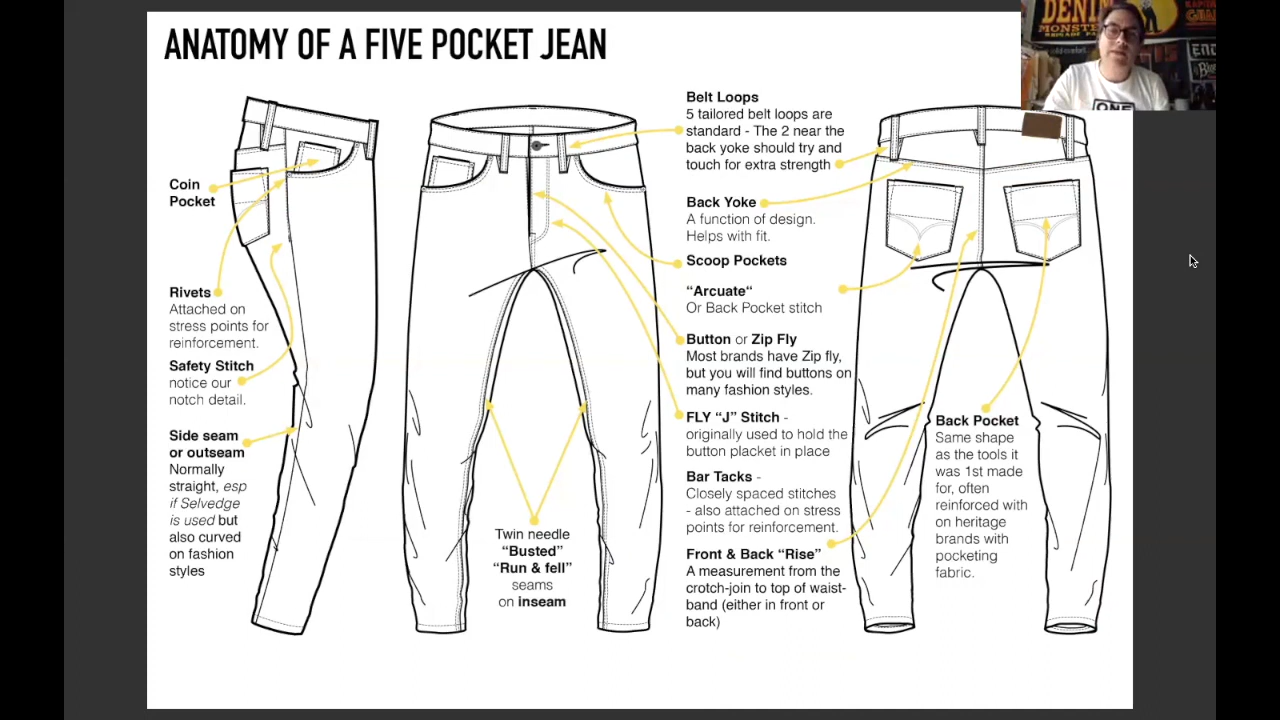 ANATOMY OF A FIVE POCKET JEAN
DENIM
MONSTE
ONE
Coin
Pocket
Rivets
Attached on
stress points for
reinforcement.
Safety Stitch
notice our
notch detail.
Side seam
or outseam
Normally
straight, esp
if Selvedge
is used but
also curved
on fashion
styles
Twin needle
“Busted”
“Run & fell”
seams
on inseam
Belt Loops
5 tailored belt loops are
standard - The 2 near the
back yoke should try and
touch for extra strength
Back Yoke
A function of design.
Helps with fit.
Scoop Pockets
“Arcuate“
Or Back Pocket stitch
Button or Zip Fly
Most brands have Zip fly,
but you will find buttons on
many fashion styles.
FLY “J” Stitch -
originally used to hold the
button placket in place
Bar Tacks -
Closely spaced stitches
- also attached on stress
points for reinforcement.
Front & Back “Rise”
A measurement from the
crotch-join to top of waist-
band (either in front or
back)
Back Pocket
Same shape
as the tools it
was 1st made
for, often
reinforced with
on heritage
brands with
pocketing
fabric.